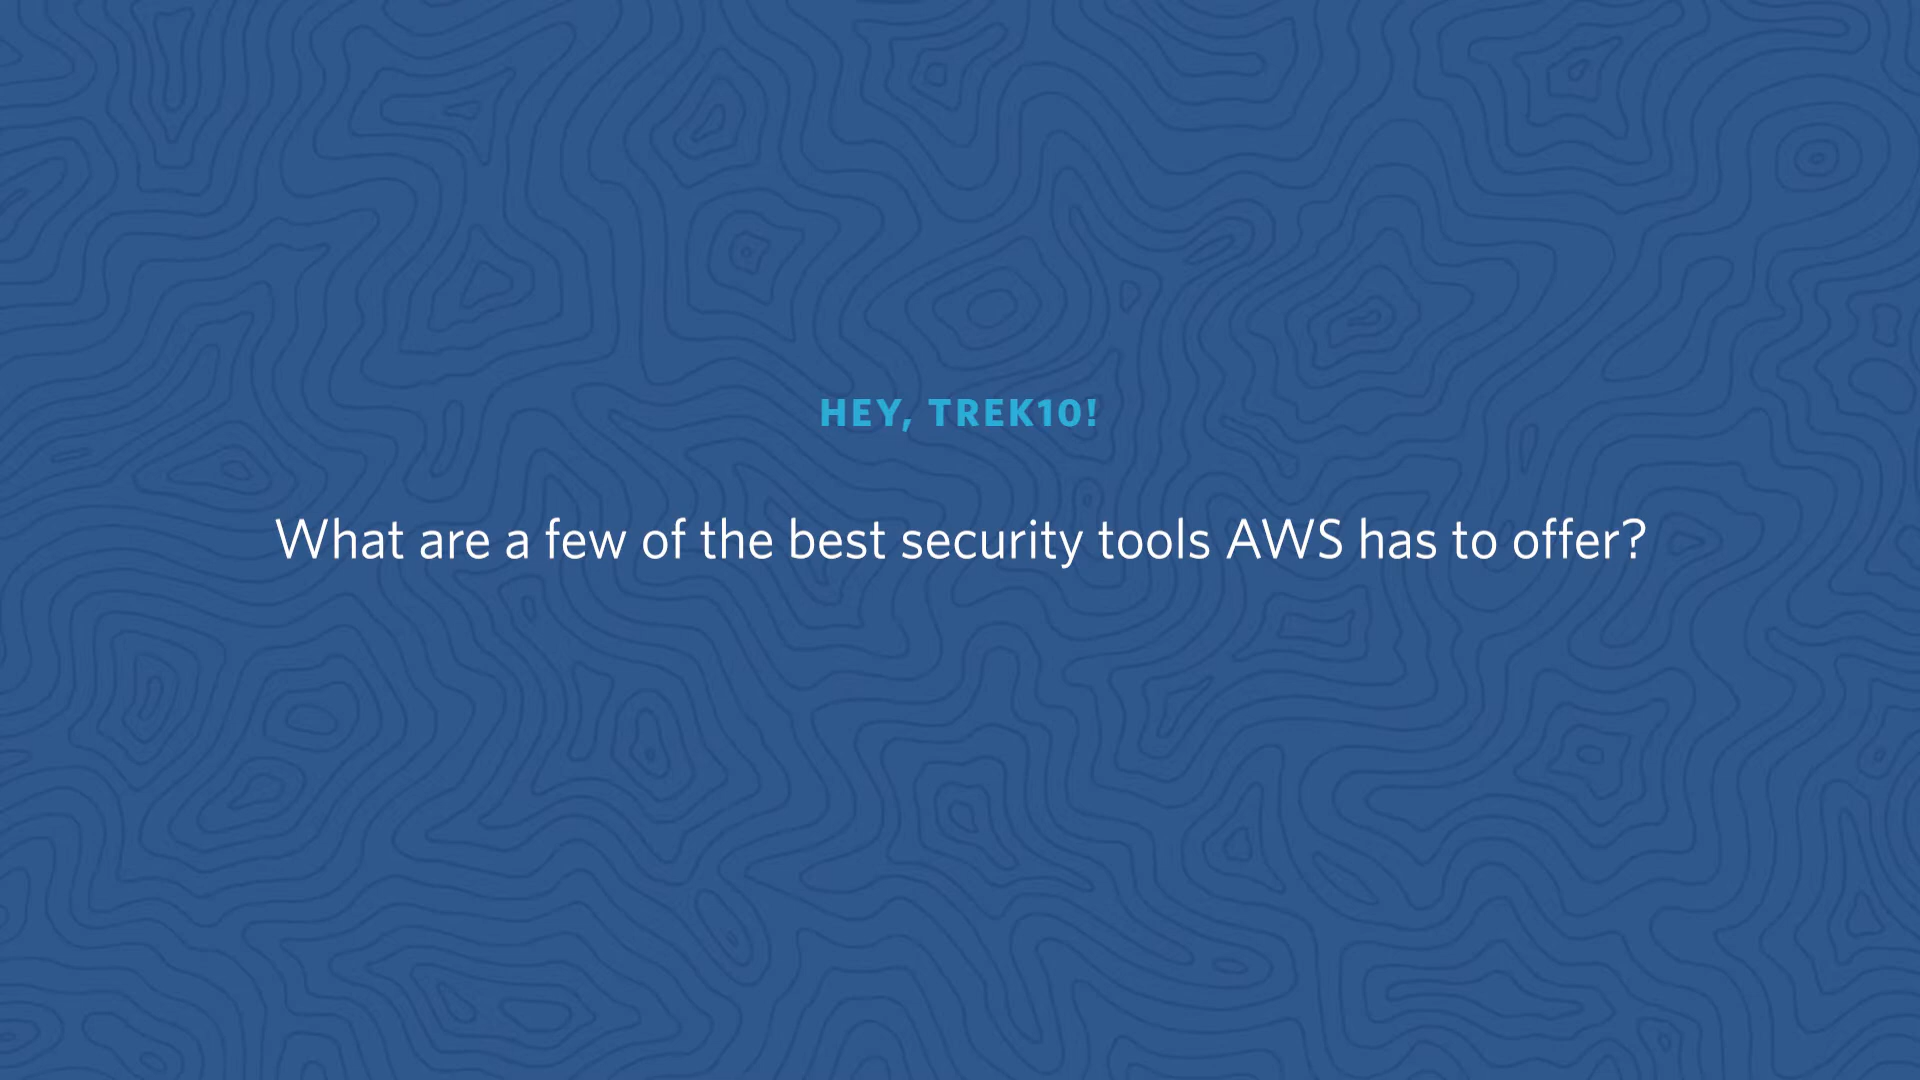 HEY, TREK10!
What are a few of the best security tools AWS has to offer?